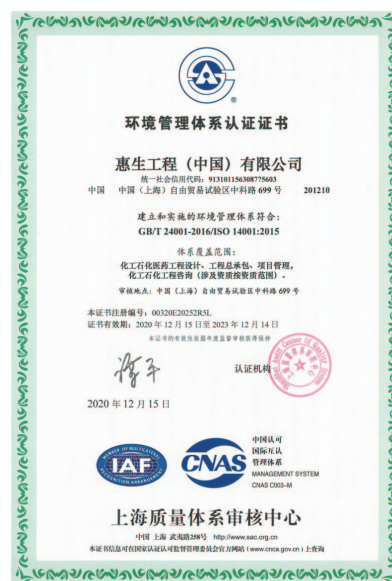 环境管理体系认证证书
惠生工程（中国）有限公司
统一社会信用代码：913101156308775603
中国 中国（上海）自由贸易试验区中科路 699 号 201210
建立和实施的环境管理体系符合：
GB/T 24001-2016/ISO 14001:2015
体系覆盖范围：
化工石化医药工程设计、工程总承包、项目管理，
化工石化工程咨询（涉及资质按资质范围）。
审核地点：中国（上海）自由贸易试验区中科路 699 号
本证书注册编号：00320E20252R5L
证书有效期：2020 年 12 月 15 日至 2023 年 12 月 14 日
本证书的有效性依据年度监督审核获得保持
认证机构
2020 年 12 月 15 日
MEMBER OF MULTILATERAL
IAF
RECOGNITION ARRANGEMENT
CNAS
中国认可
国际互认
管理体系
MANAGEMENT SYSTEM
CNAS C003-M
上海质量体系审核中心
中国 上海 武夷路258号 http://www.sac.org.cn
本证书信息可在国家认证认可监督管理委员会官方网站（www.cnca.gov.cn）上查询